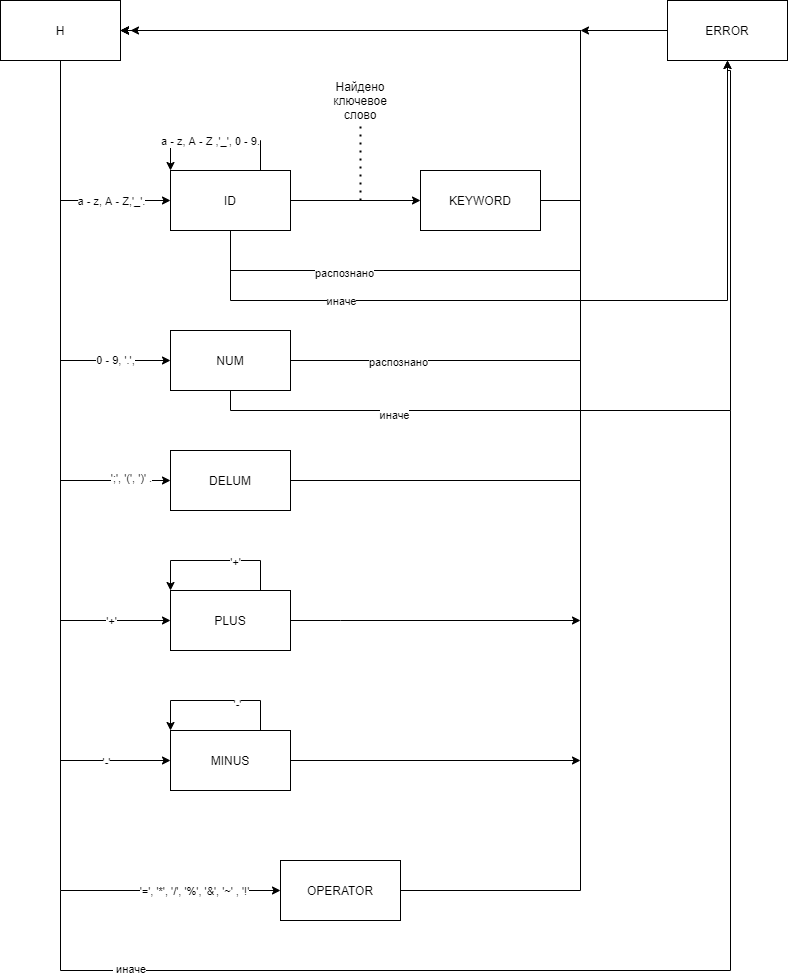 H
ERROR
Найдено
ключевое
слово
a - z, A - Z ,'_', 0 - 9.
a - z, A - Z,'_'.
ID
KEYWORD
распознано
иначе
0 - 9, '.',
NUM
распознано
иначе
';', '(', ')' .
DELUM
'+'
'+'
PLUS
'-'
'-'
MINUS
'=', '*', '/', '%', '&', '~' , '!'
OPERATOR
иначе